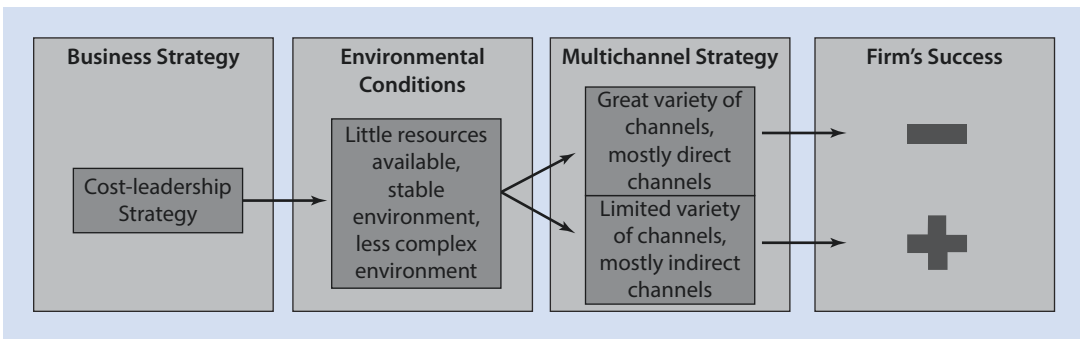 Business Strategy
Cost-leadership
Strategy
Environmental
Conditions
Little resources
available,
stable
environment,
less complex
environment
Multichannel Strategy
Great variety of
channels,
mostly direct
channels
Limited variety
of channels,
mostly indirect
channels
Firm's Success